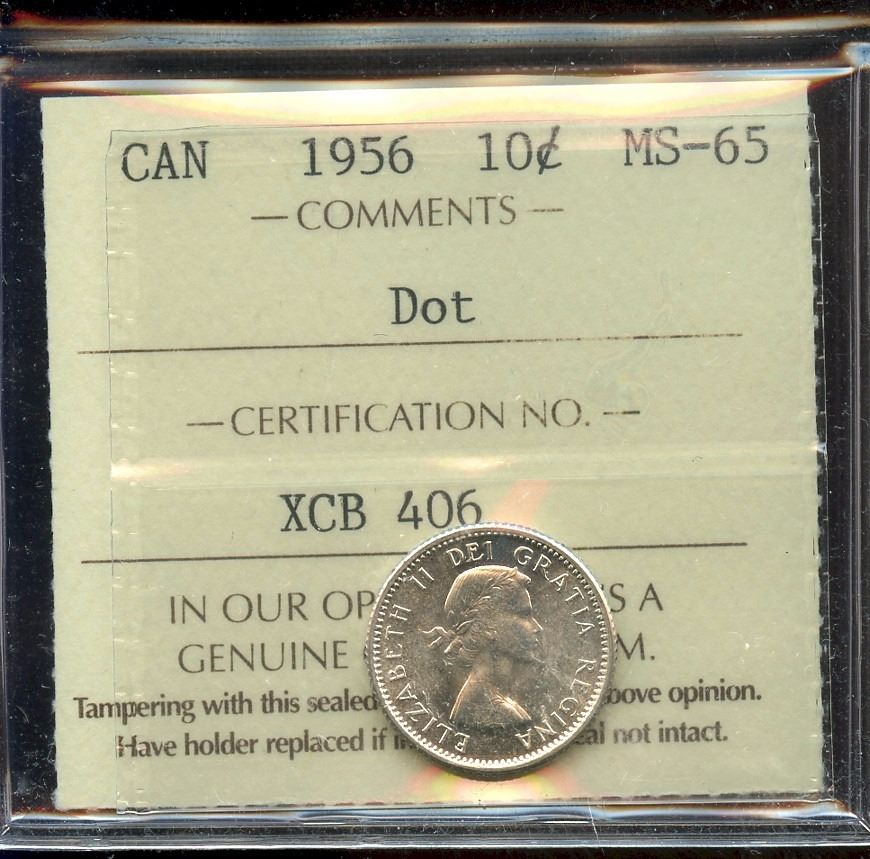 CAN 1956 10¢ MS-65
— COMMENTS —
Dot
— CERTIFICATION NO. —
XCB 406
IN OUR OP S A
GENUINE M.
Tampering with this sealed bove opinion.
Have holder replaced if in al not intact.
ELIZABETH II DEI GRATIA REGINA